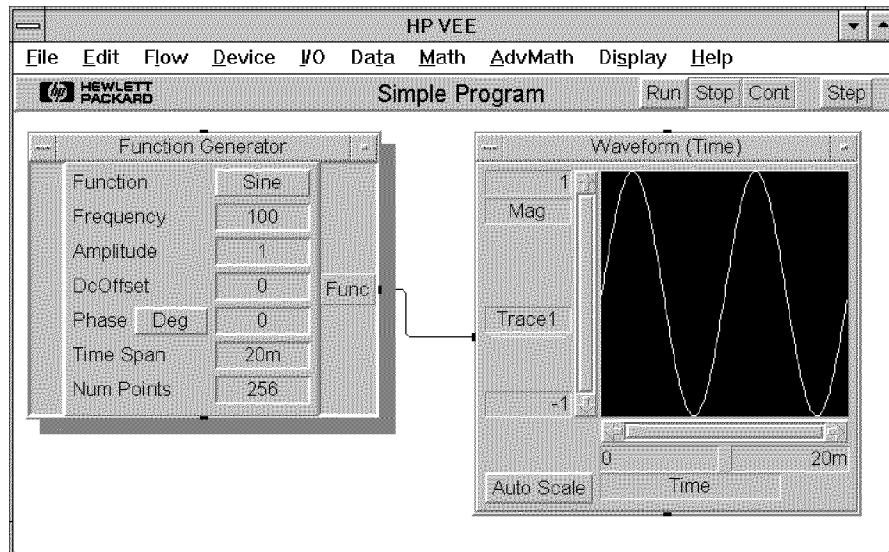 HP VEE
File Edit Flow Device I/O Data Math AdvMath Display Help
hp HEWLETT PACKARD Simple Program Run Stop Cont Step
Function Generator
Function Sine
Frequency 100
Amplitude 1
DcOffset 0
Phase Deg 0
Time Span 20m
Num Points 256
Func
Waveform (Time)
1
Mag
Trace1
-1
0 20m
Auto Scale Time